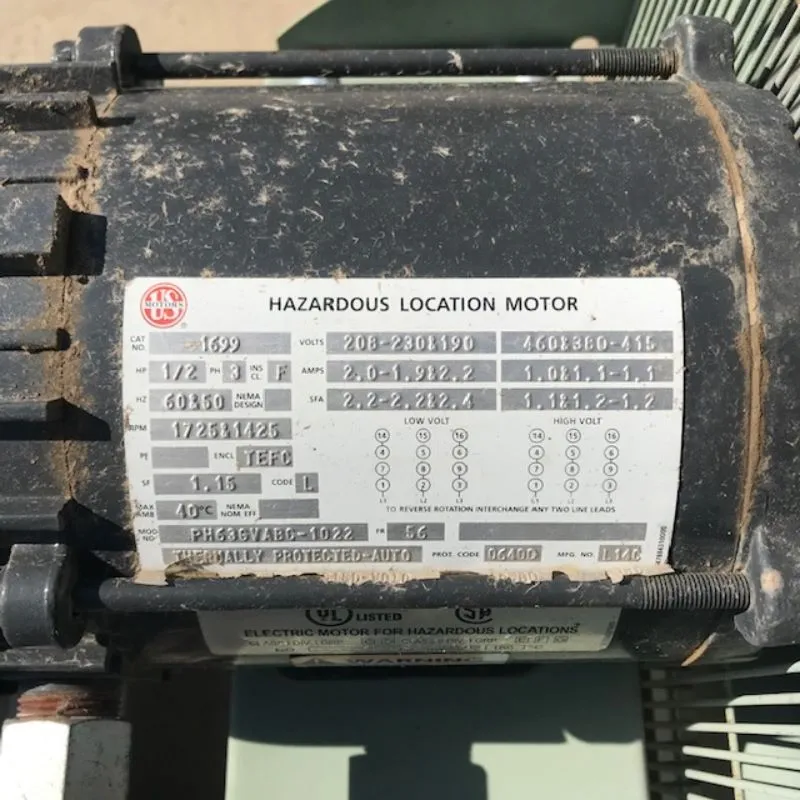 US MOTORS ®
HAZARDOUS LOCATION MOTOR
CAT NO. 1699 VOLTS 208-230&190 460&380-415
HP 1/2 PH 3 INS CL. F AMPS 2.0-1.9&2.2 1.0&1.1-1.1
HZ 60&50 NEMA DESIGN SFA 2.2-2.2&2.4 1.1&1.2-1.2
RPM 1725&1425 LOW VOLT HIGH VOLT
PF ENCL TEFC
SF 1.15 CODE L
14 15 16 14 15 16
4 5 6 4 5 6
7 8 9 7 8 9
1 2 3 1 2 3
L1 L2 L3 L1 L2 L3
MAX AMB 40°C NEMA NOM EFF TO REVERSE ROTATION INTERCHANGE ANY TWO LINE LEADS
MOD NO. FR 56
THERMALLY PROTECTED-AUTO PROT. CODE 06400 MFG. NO. L14C
UL LISTED SA
ELECTRIC MOTOR FOR HAZARDOUS LOCATIONS
WARNING